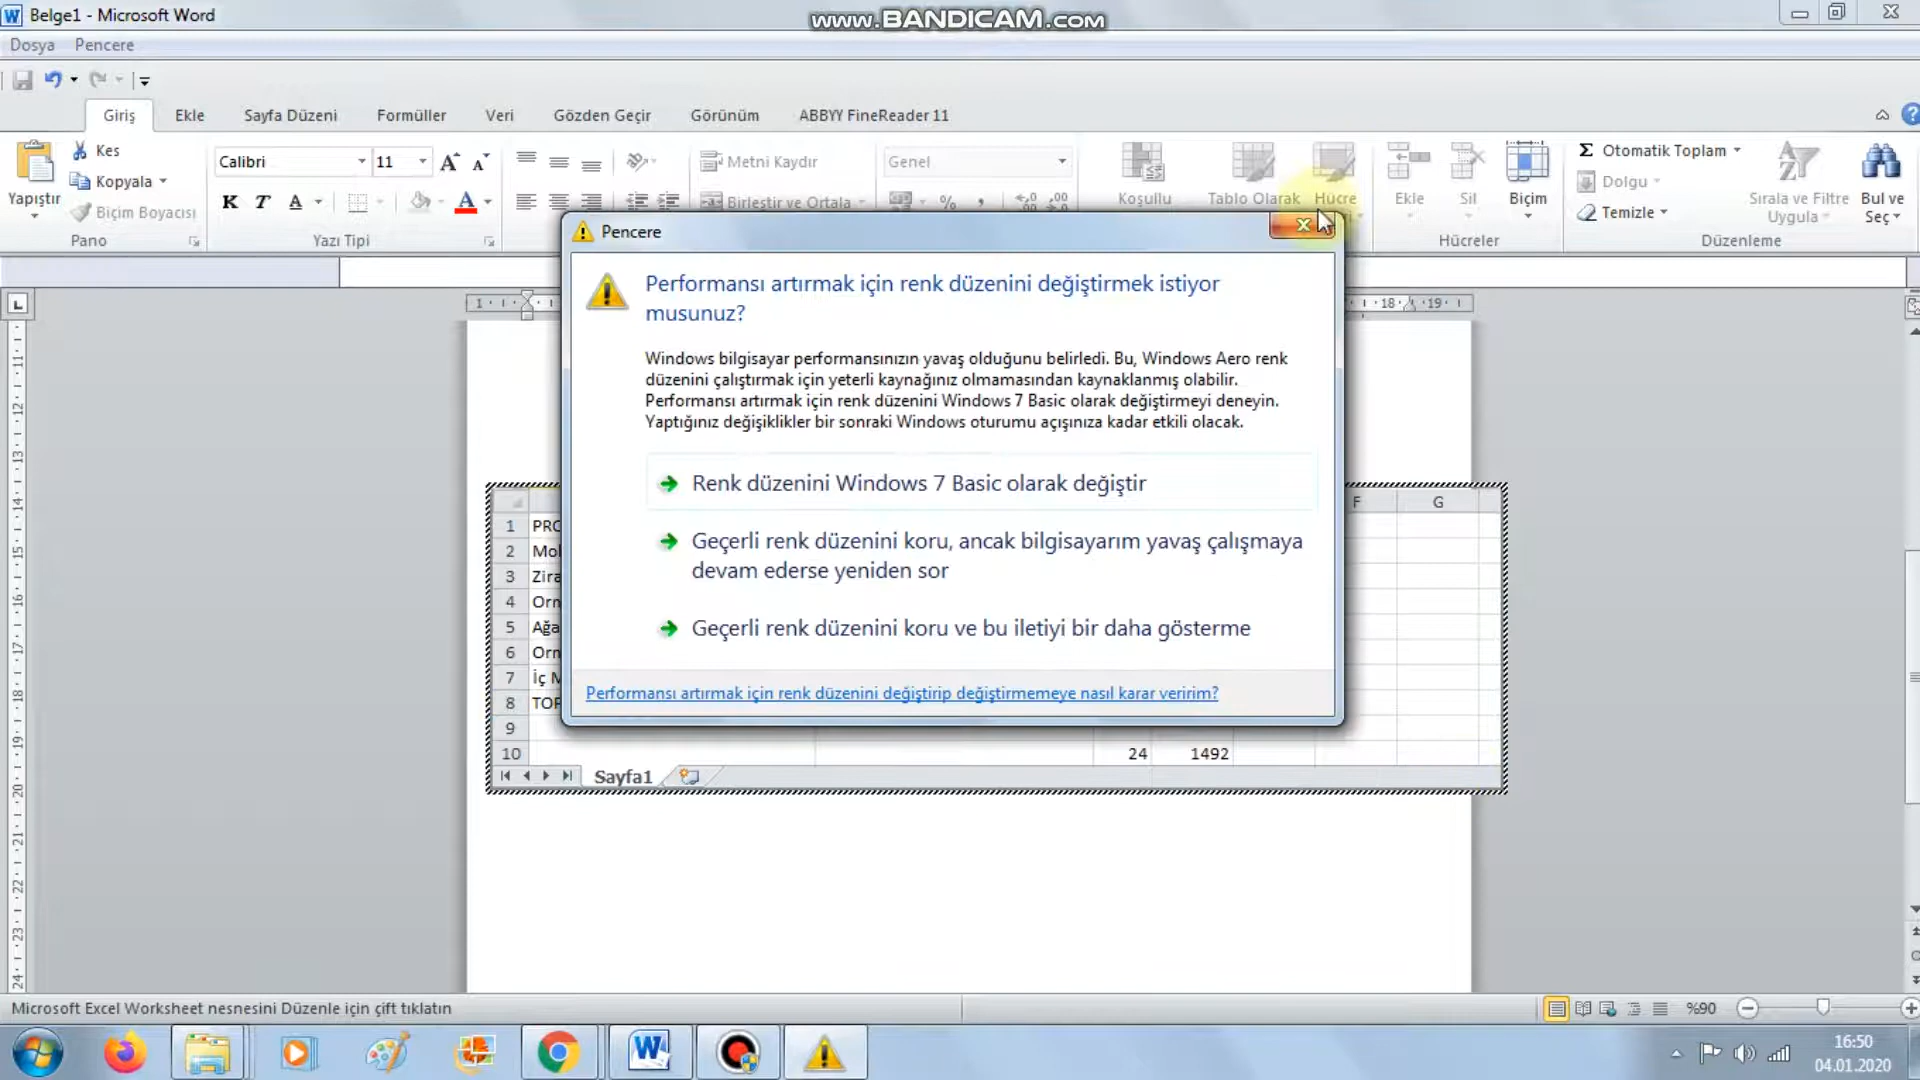 Belge1 - Microsoft Word
www.BANDICAM.com
Dosya Pencere
Giriş Ekle Sayfa Düzeni Formüller Veri Gözden Geçir Görünüm ABBYY FineReader 11
Kes
Kopyala
Biçim Boyacısı
Yapıştır
Pano
Calibri 11
K T A A
Yazı Tipi
Metni Kaydır
Birleştir ve Ortala
Genel
%
Koşullu
Tablo Olarak
Hücre
Ekle
Sil
Biçim
Hücreler
Σ Otomatik Toplam
Dolgu
Temizle
Sırala ve Filtre
Uygula
Bul ve
Seç
Düzenleme
Pencere
Performansı artırmak için renk düzenini değiştirmek istiyor
musunuz?
Windows bilgisayar performansınızın yavaş olduğunu belirledi. Bu, Windows Aero renk
düzenini çalıştırmak için yeterli kaynağınız olmamasından kaynaklanmış olabilir.
Performansı artırmak için renk düzenini Windows 7 Basic olarak değiştirmeyi deneyin.
Yaptığınız değişiklikler bir sonraki Windows oturumu açışınıza kadar etkili olacak.
Renk düzenini Windows 7 Basic olarak değiştir
Geçerli renk düzenini koru, ancak bilgisayarım yavaş çalışmaya
devam ederse yeniden sor
Geçerli renk düzenini koru ve bu iletiyi bir daha gösterme
Performansı artırmak için renk düzenini değiştirip değiştirmemeye nasıl karar veririm?
F G
1
2
3
4
5
6
7
8
9
10 24 1492
Sayfa1
Microsoft Excel Worksheet nesnesini Düzenle için çift tıklatın
%90
16:50
04.01.2020